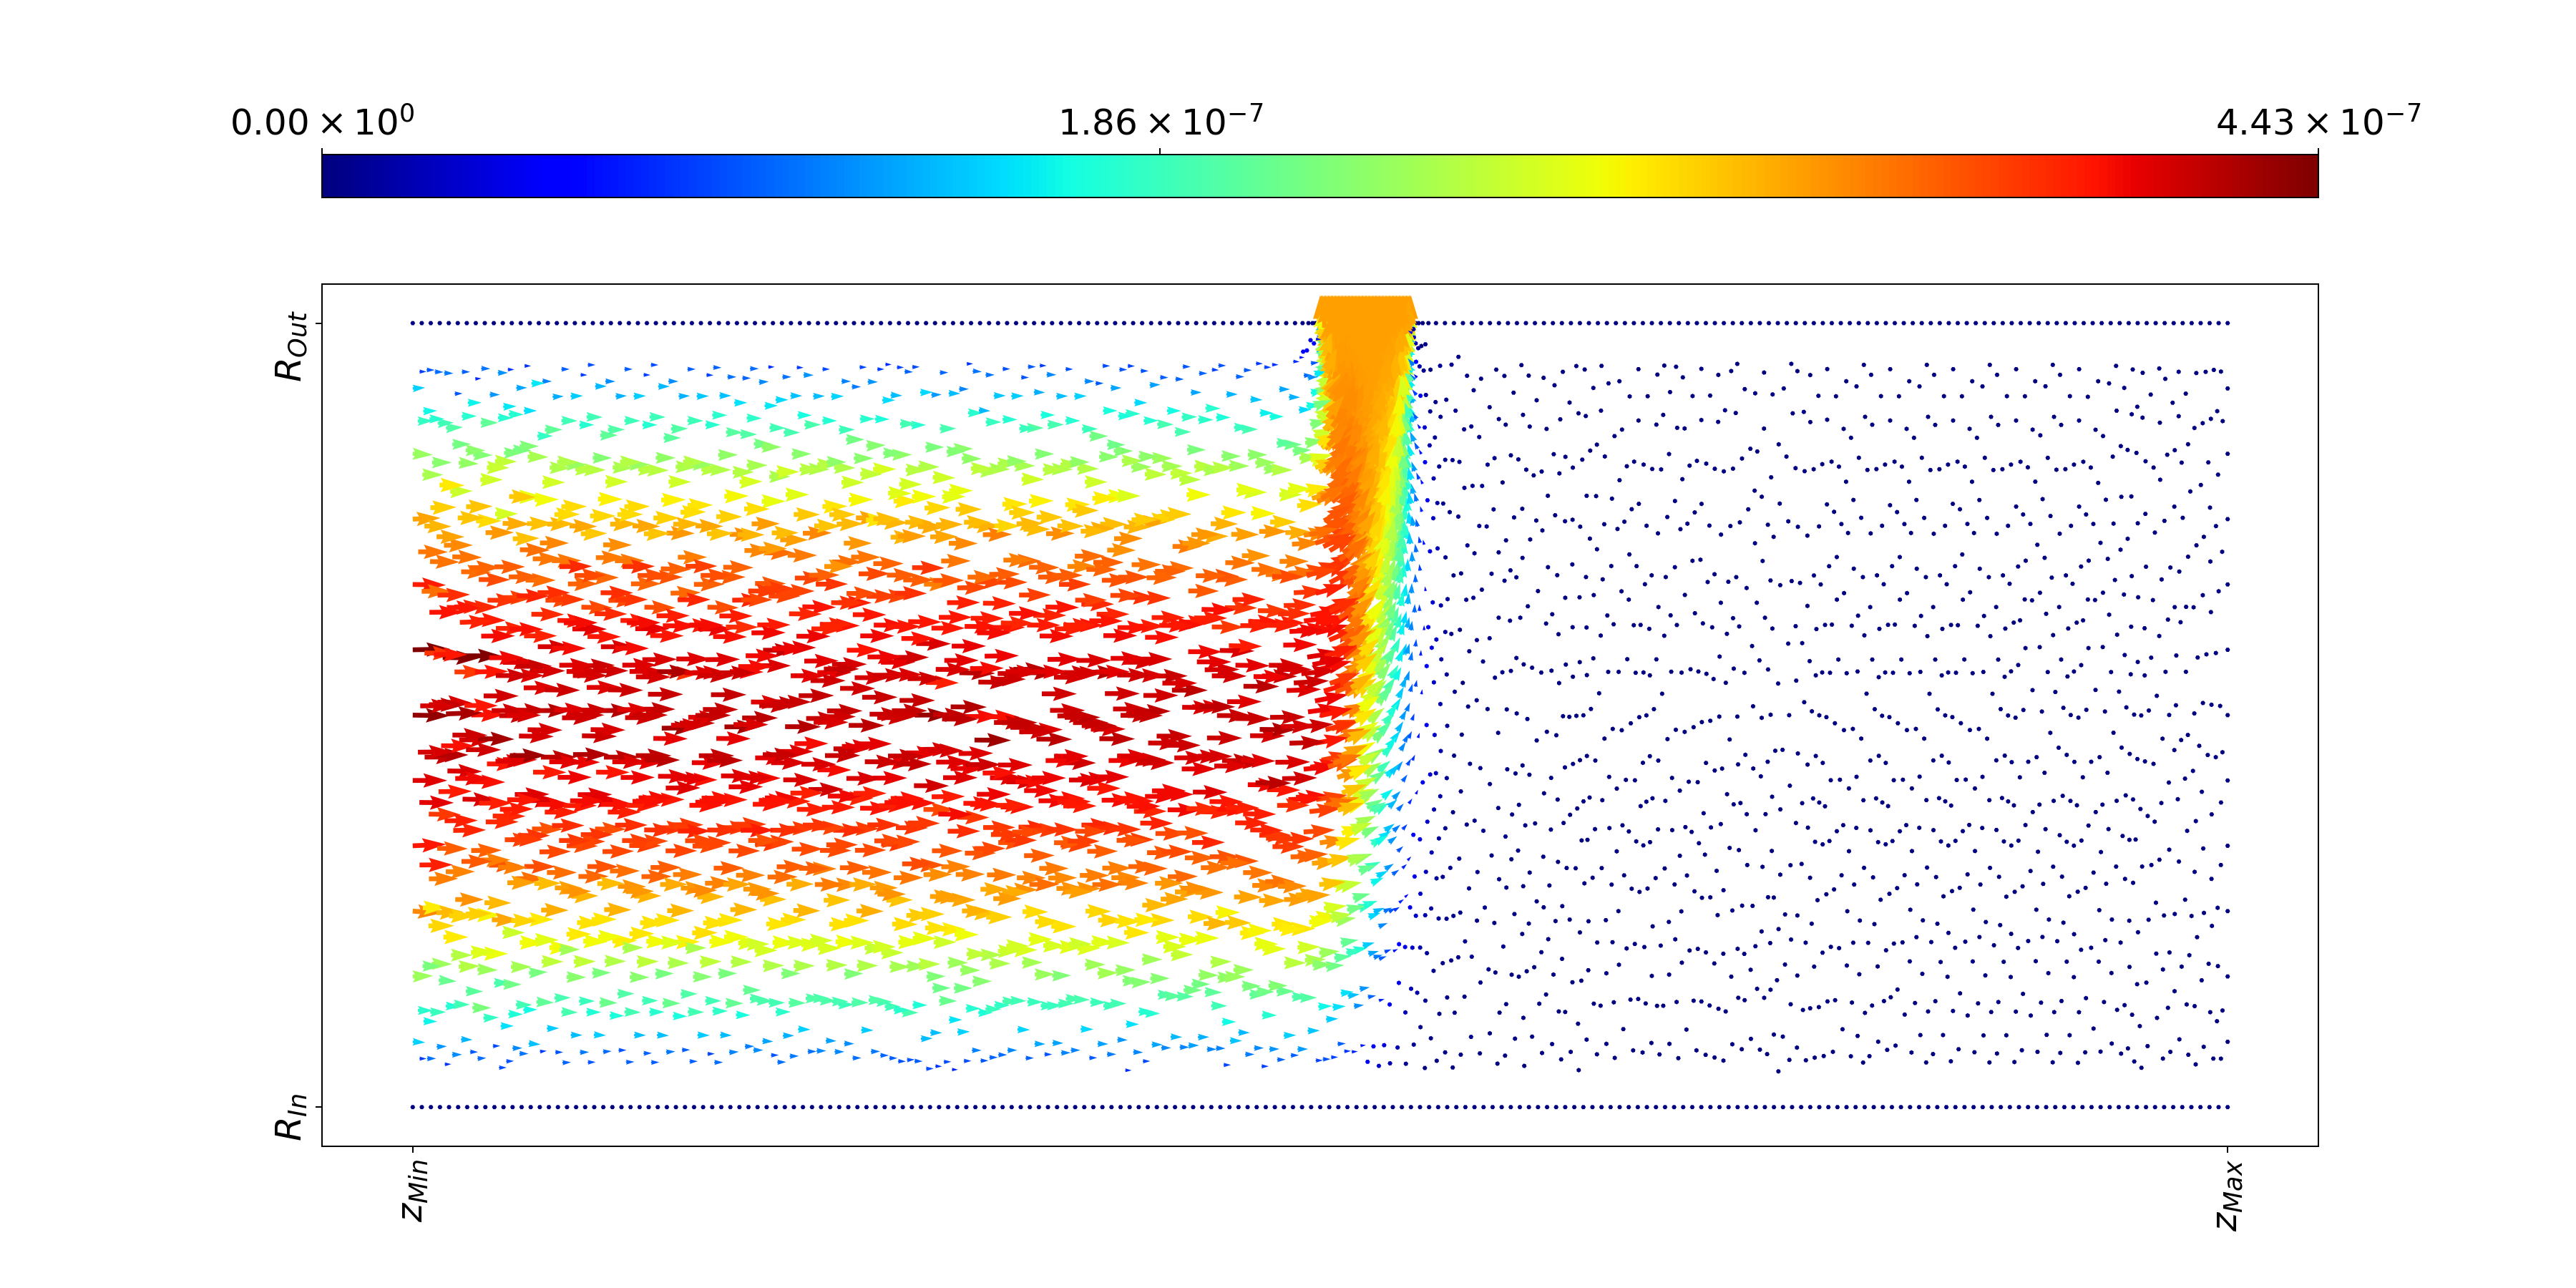 0.00 × 10⁰ 1.86 × 10⁻⁷ 4.43 × 10⁻⁷
R_Out
R_In
z_Min z_Max